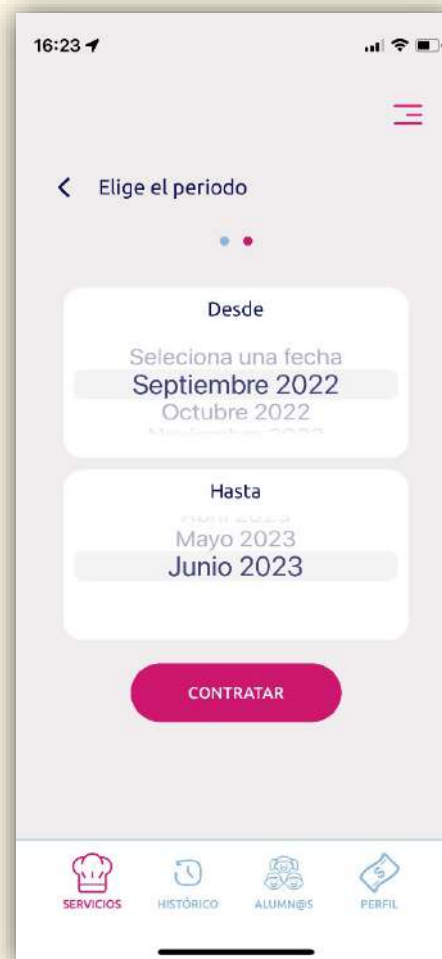 16:23
Elige el periodo
Desde
Seleciona una fecha
Septiembre 2022
Octubre 2022
Hasta
Mayo 2023
Junio 2023
CONTRATAR
SERVICIOS HISTÓRICO ALUMN@S PERFIL